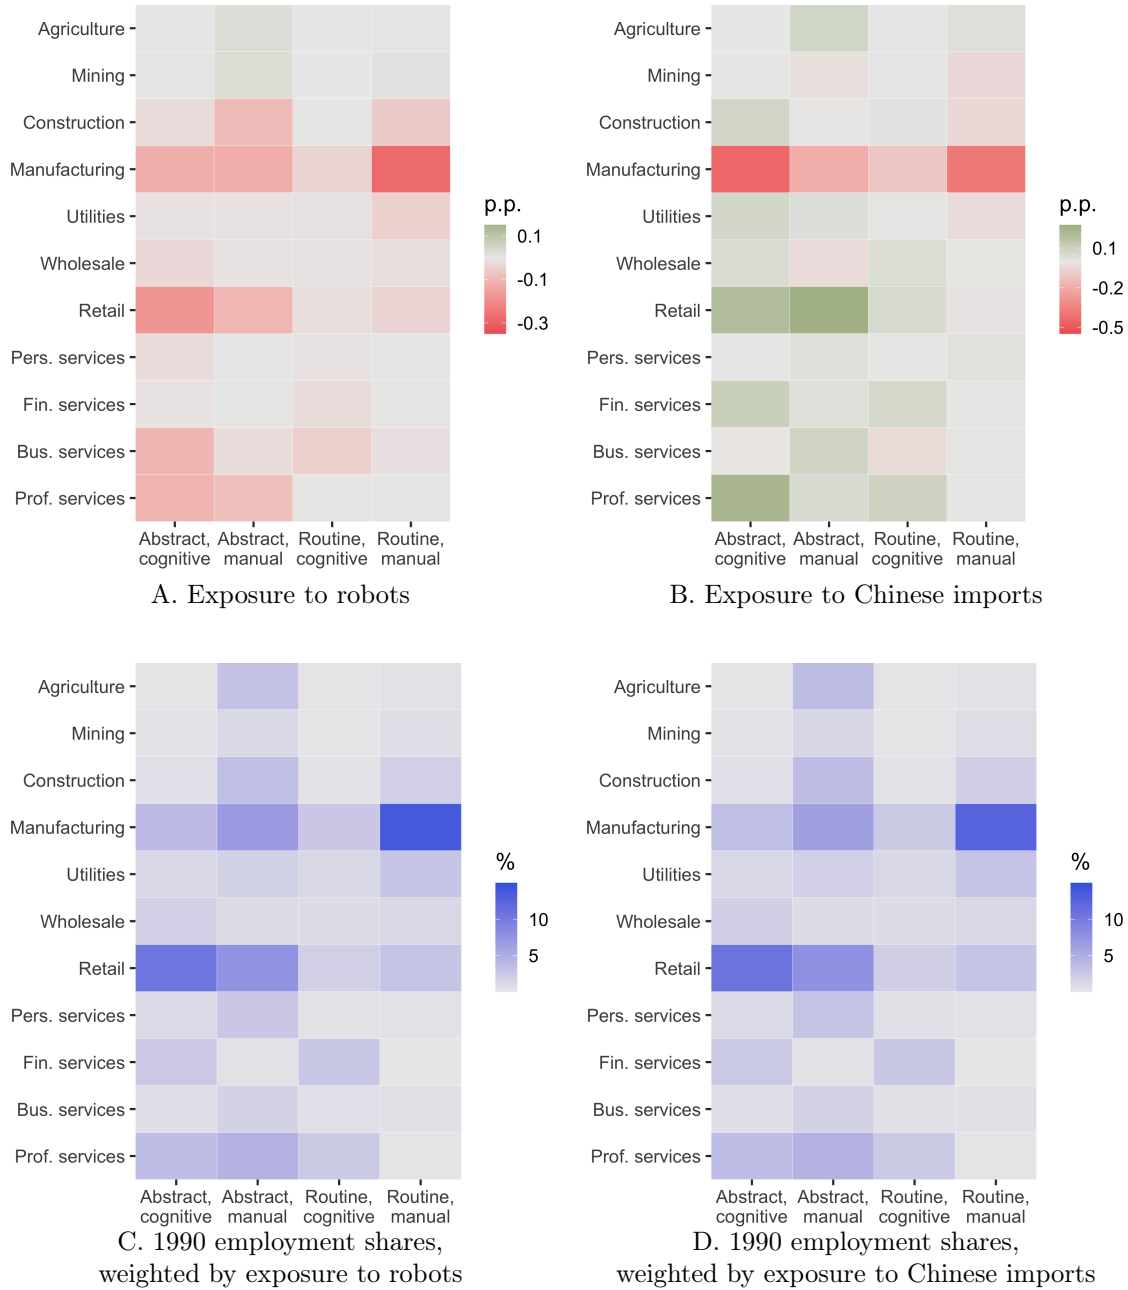 Agriculture
Mining
Construction
Manufacturing
Utilities
Wholesale
Retail
Pers. services
Fin. services
Bus. services
Prof. services
Abstract, cognitive
Abstract, manual
Routine, cognitive
Routine, manual
p.p.
0.1
-0.1
-0.3
A. Exposure to robots
Agriculture
Mining
Construction
Manufacturing
Utilities
Wholesale
Retail
Pers. services
Fin. services
Bus. services
Prof. services
Abstract, cognitive
Abstract, manual
Routine, cognitive
Routine, manual
p.p.
0.1
-0.2
-0.5
B. Exposure to Chinese imports
Agriculture
Mining
Construction
Manufacturing
Utilities
Wholesale
Retail
Pers. services
Fin. services
Bus. services
Prof. services
Abstract, cognitive
Abstract, manual
Routine, cognitive
Routine, manual
%
10
5
C. 1990 employment shares,
weighted by exposure to robots
Agriculture
Mining
Construction
Manufacturing
Utilities
Wholesale
Retail
Pers. services
Fin. services
Bus. services
Prof. services
Abstract, cognitive
Abstract, manual
Routine, cognitive
Routine, manual
%
10
5
D. 1990 employment shares,
weighted by exposure to Chinese imports